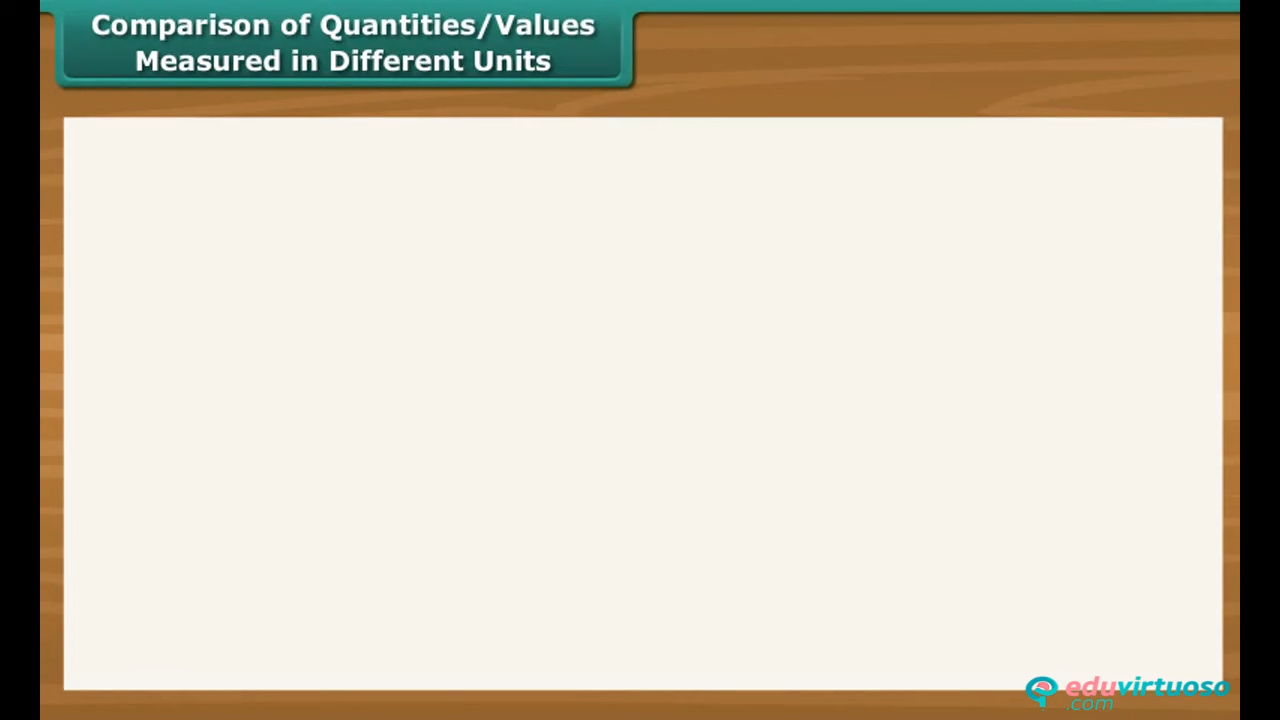 Comparison of Quantities/Values
Measured in Different Units
eduvirtuoso
.com